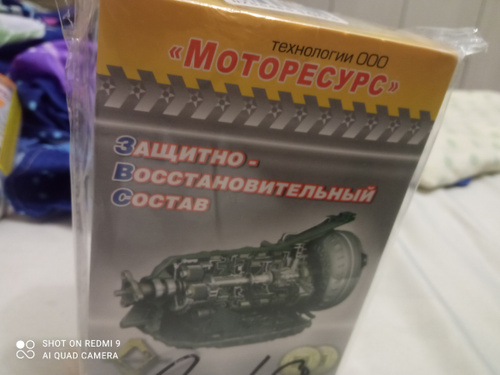 технологии ООО
«Моторесурс»
Защитно-
Восстановительный
Состав
SHOT ON REDMI 9
AI QUAD CAMERA